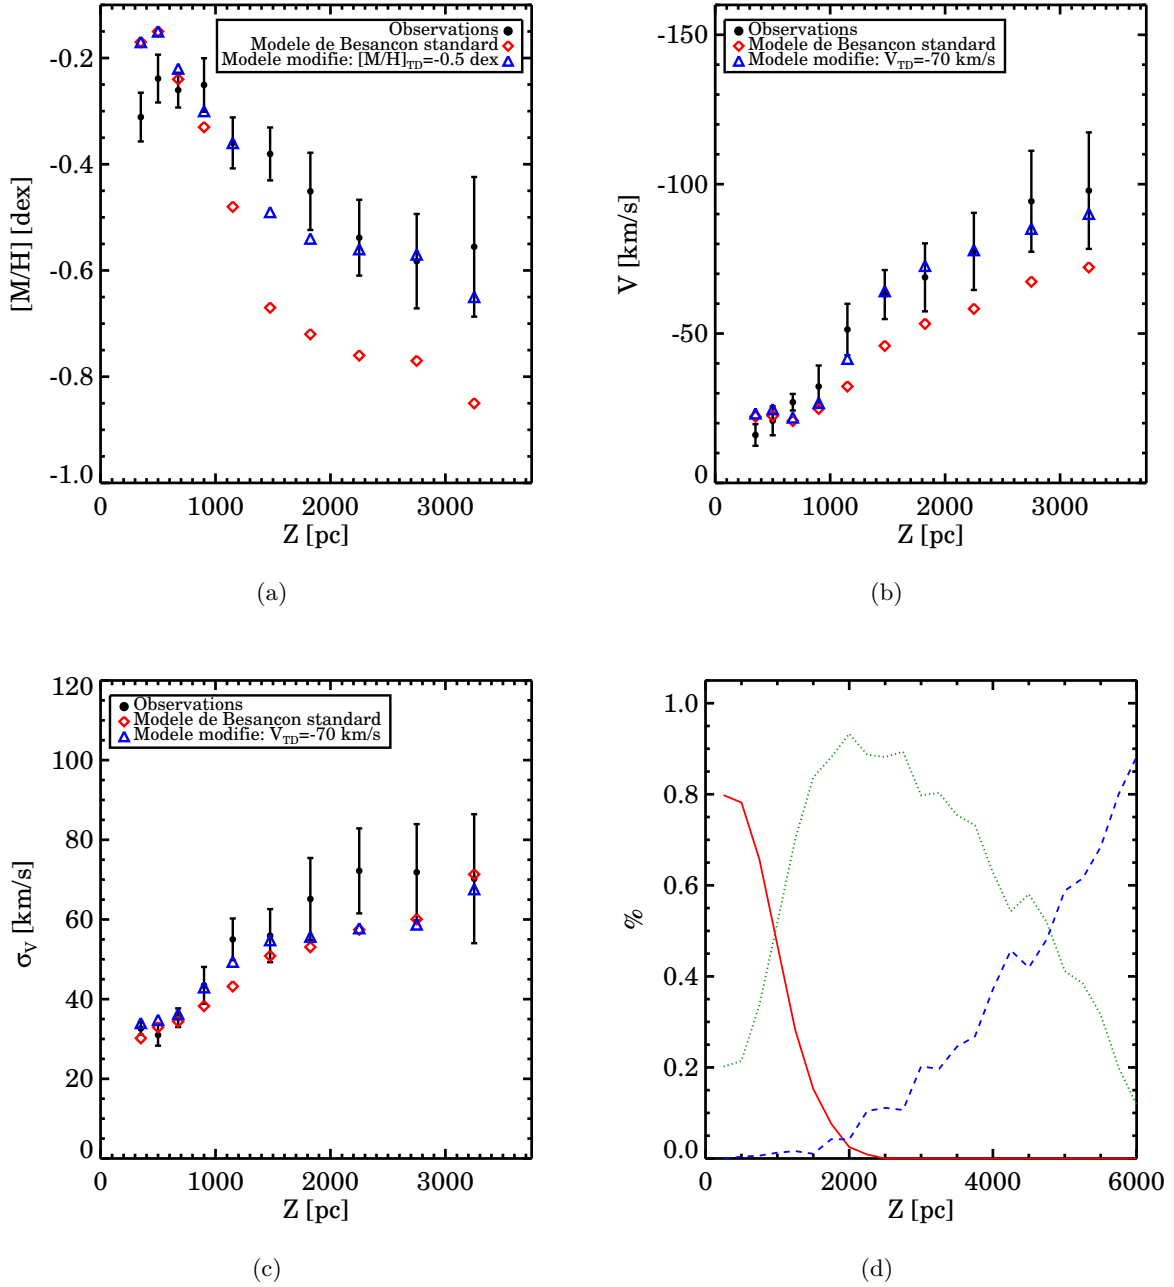 Observations
Modele de Besancon standard
Modele modifie: [M/H]TD=-0.5 dex
-0.2
-0.4
-0.6
-0.8
-1.0
[M/H] [dex]
0
1000
2000
3000
Z [pc]
(a)
Observations
Modele de Besancon standard
Modele modifie: VTD=-70 km/s
-150
-100
-50
0
V [km/s]
0
1000
2000
3000
Z [pc]
(b)
120
100
80
60
40
20
0
Observations
Modele de Besancon standard
Modele modifie: VTD=-70 km/s
σV [km/s]
0
1000
2000
3000
Z [pc]
(c)
1.0
0.8
0.6
0.4
0.2
0.0
%
0
2000
4000
6000
Z [pc]
(d)